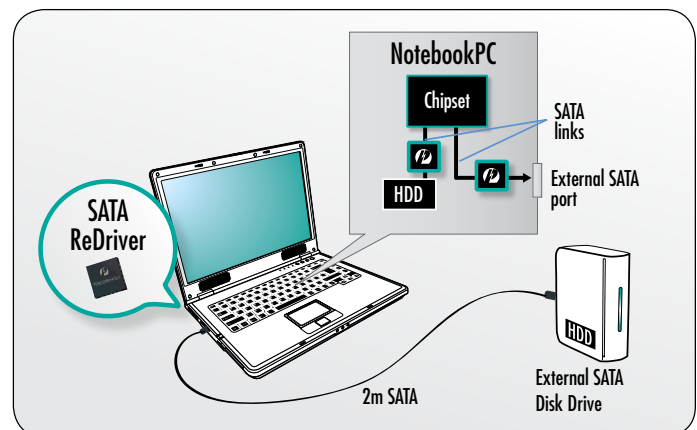 NotebookPC
Chipset
SATA
links
HDD
External SATA
port
SATA
ReDriver
HDD
2m SATA
External SATA
Disk Drive